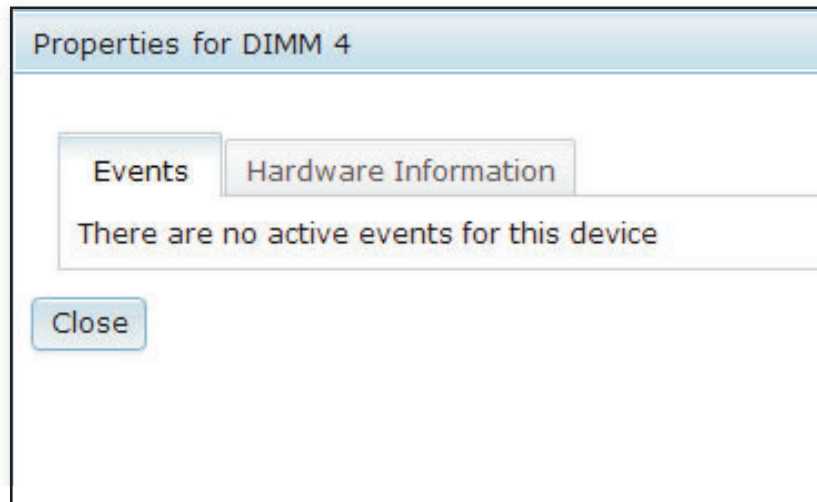 Properties for DIMM 4
Events Hardware Information
There are no active events for this device
Close